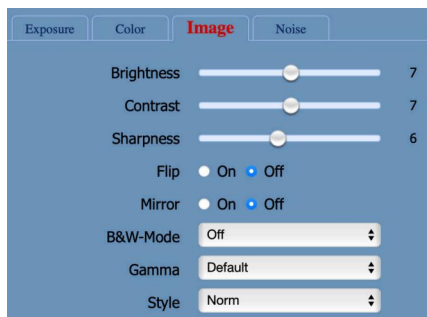 Exposure Color Image Noise
Brightness 7
Contrast 7
Sharpness 6
Flip On Off
Mirror On Off
B&W-Mode Off
Gamma Default
Style Norm